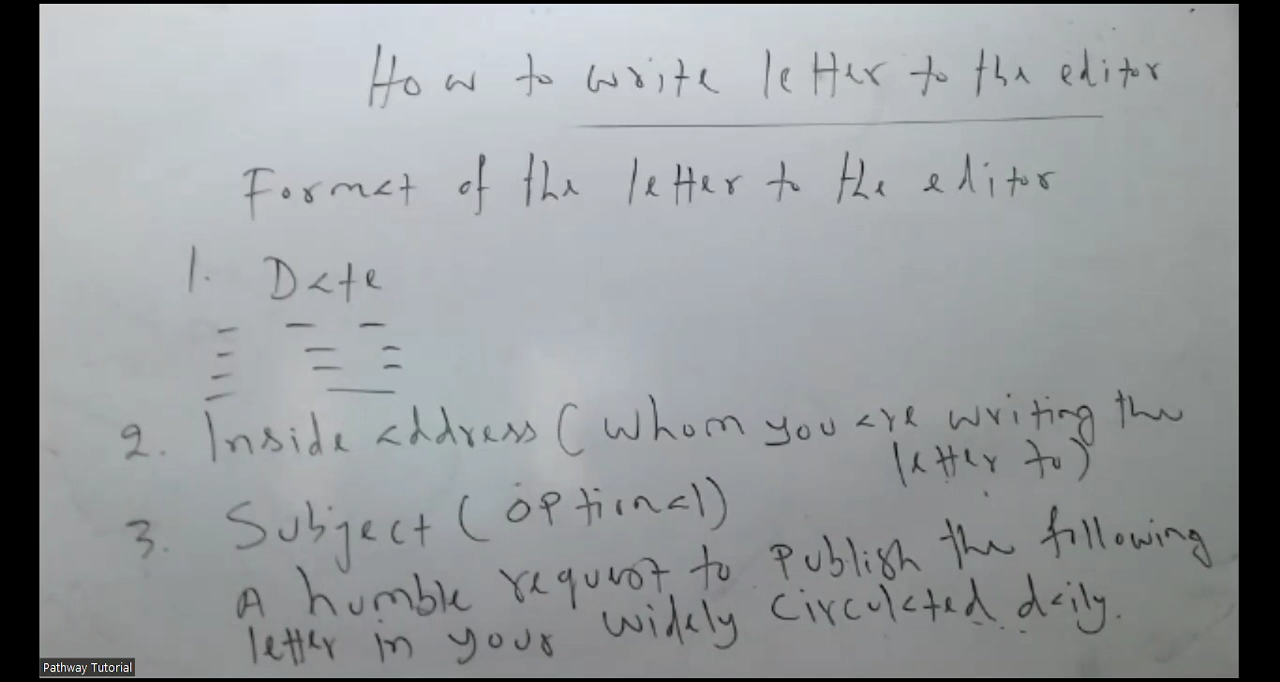 How to write letter to the editor
Format of the letter to the editor
1. Date
2. Inside address (whom you are writing the
letter to)
3. Subject (optional)
A humble request to publish the following
letter in your widely circulated daily.
Pathway Tutorial